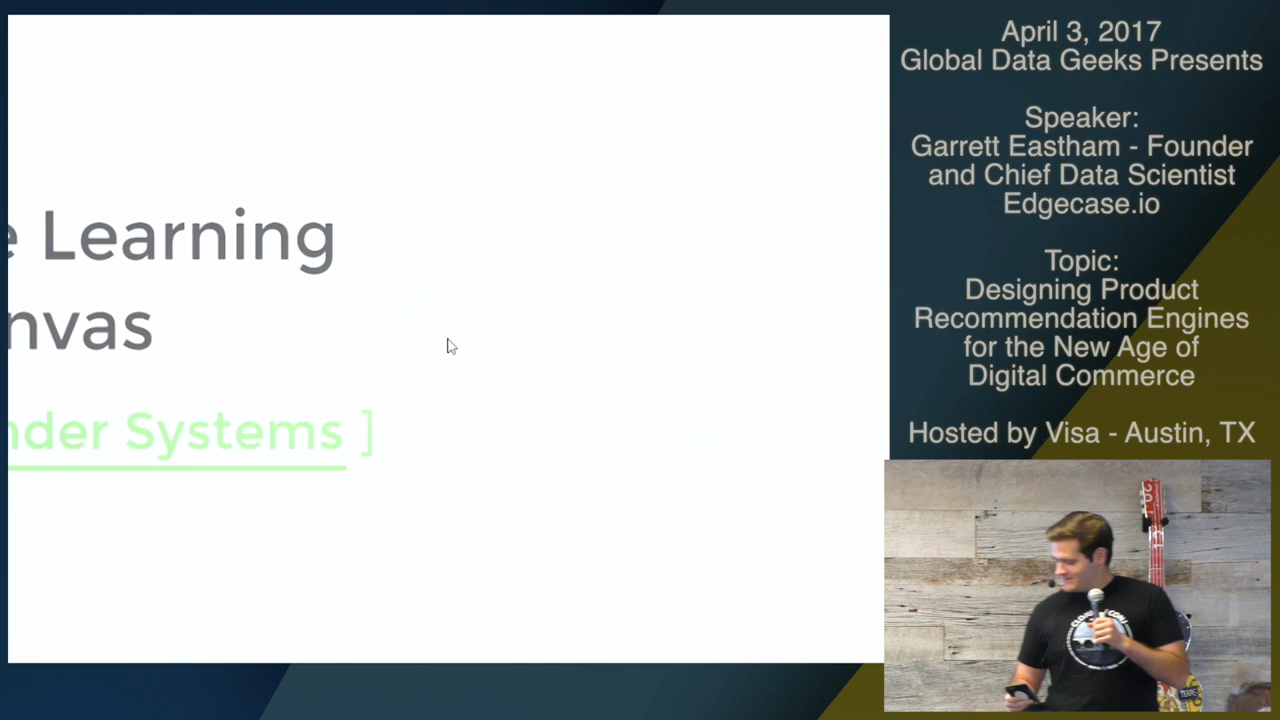 e Learning
nvas
nder Systems ]
April 3, 2017
Global Data Geeks Presents
Speaker:
Garrett Eastham - Founder
and Chief Data Scientist
Edgecase.io
Topic:
Designing Product
Recommendation Engines
for the New Age of
Digital Commerce
Hosted by Visa - Austin, TX
TEXAS